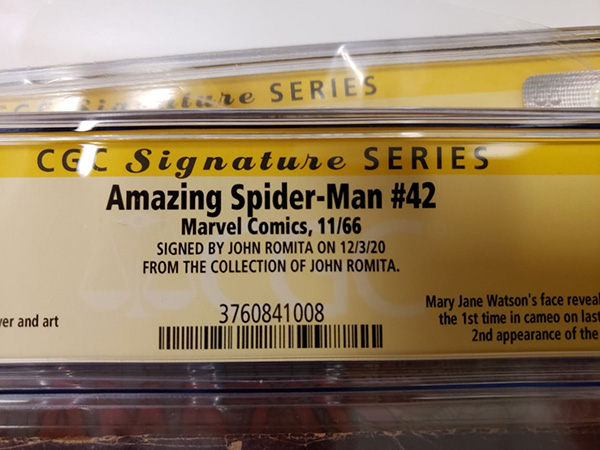 Signature SERIES
CGC Signature SERIES
Amazing Spider-Man #42
Marvel Comics, 11/66
SIGNED BY JOHN ROMITA ON 12/3/20
FROM THE COLLECTION OF JOHN ROMITA.
er and art
3760841008
Mary Jane Watson's face reveal
the 1st time in cameo on last
2nd appearance of the